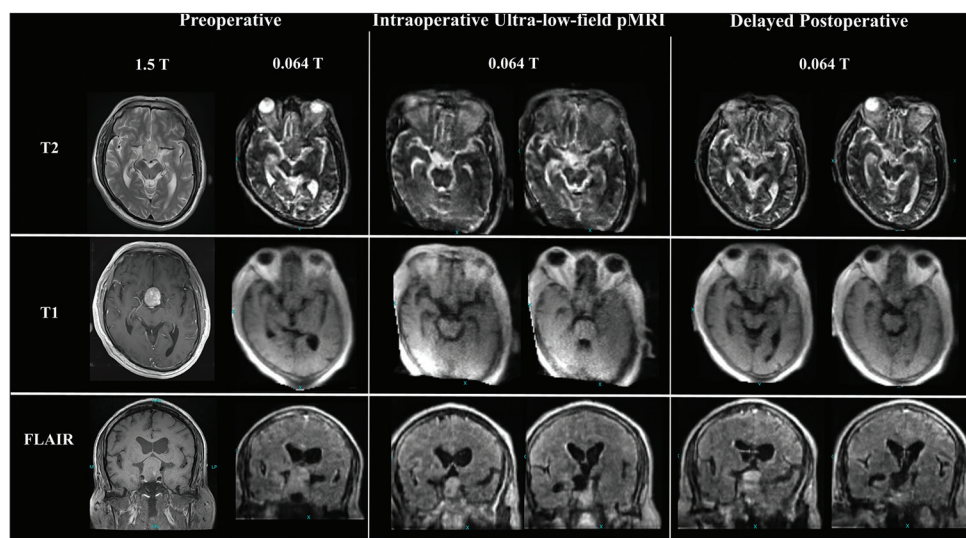 Preoperative Intraoperative Ultra-low-field pMRI Delayed Postoperative
1.5 T 0.064 T 0.064 T 0.064 T
T2
T1
FLAIR